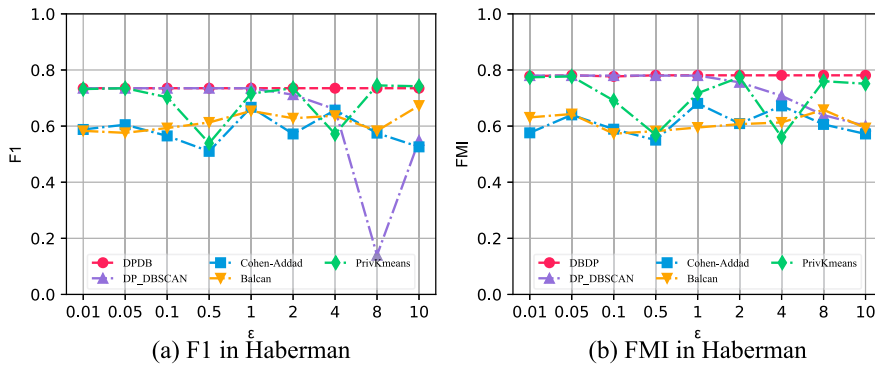 1.0
0.8
0.6
0.4
0.2
0.0
F1
DPDB
DP_DBSCAN
Cohen-Addad
Balcan
PrivKmeans
0.01 0.05 0.1 0.5 1 2 4 8 10
ε
(a) F1 in Haberman
1.0
0.8
0.6
0.4
0.2
0.0
FMI
DBDP
DP_DBSCAN
Cohen-Addad
Balcan
PrivKmeans
0.01 0.05 0.1 0.5 1 2 4 8 10
ε
(b) FMI in Haberman